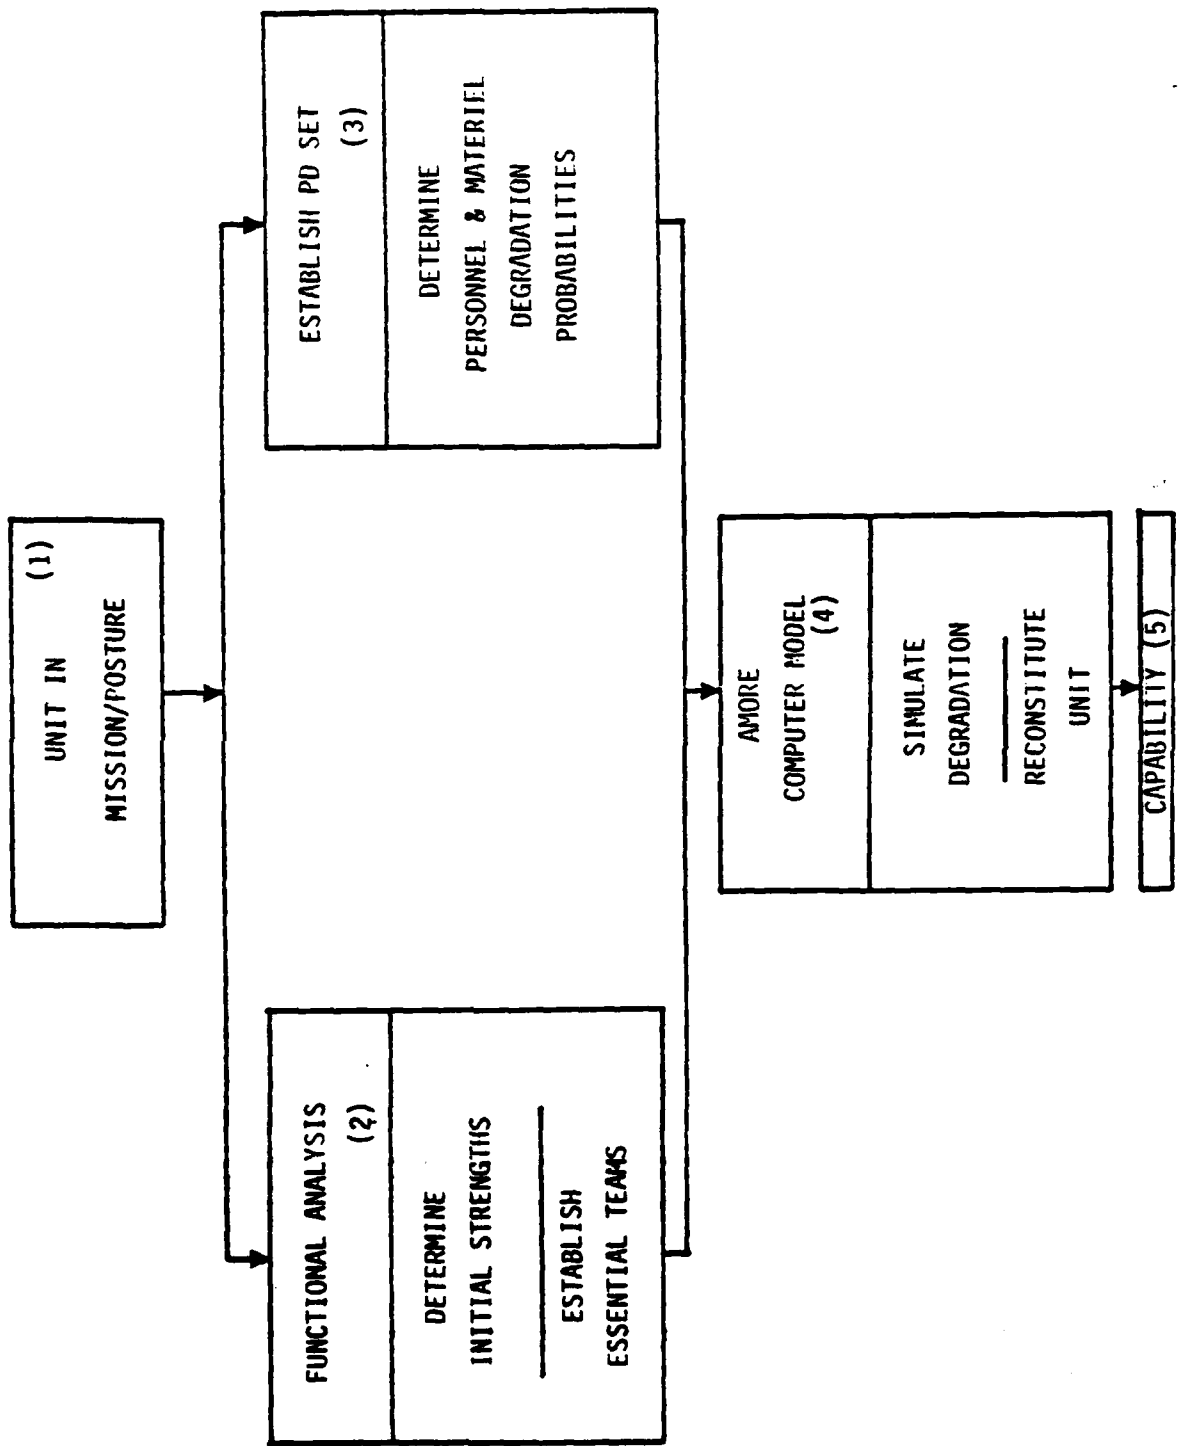 UNIT IN
(1)
MISSION/POSTURE
FUNCTIONAL ANALYSIS
(2)
DETERMINE
INITIAL STRENGTHS
ESTABLISH
ESSENTIAL TEAMS
ESTABLISH PD SET
(3)
DETERMINE
PERSONNEL & MATERIEL
DEGRADATION
PROBABILITIES
AMORE
COMPUTER MODEL
(4)
SIMULATE
DEGRADATION
RECONSTITUTE
UNIT
CAPABILITY (5)